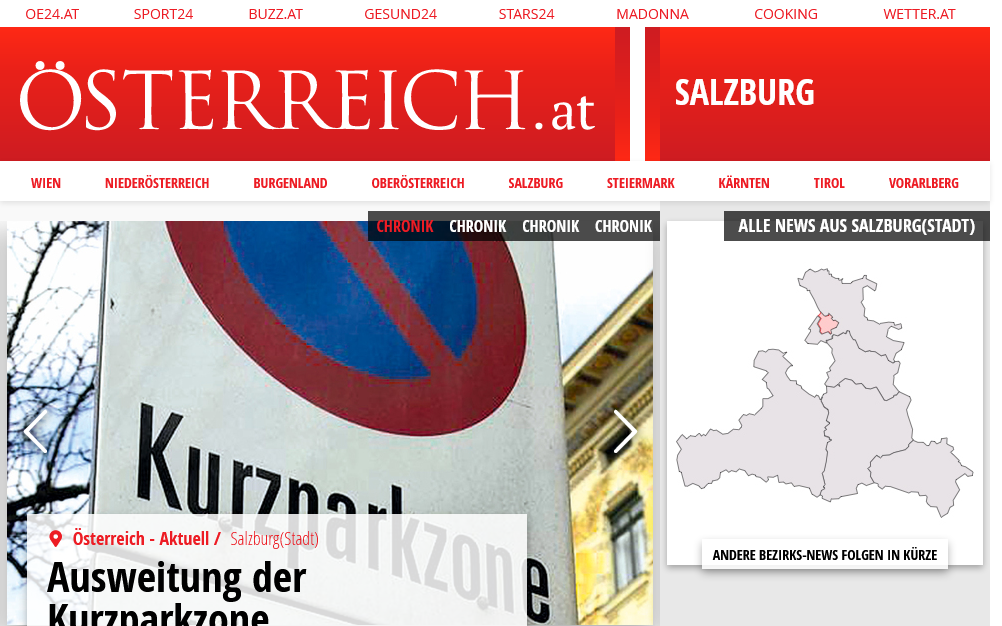 OE24.AT SPORT24 BUZZ.AT GESUND24 STARS24 MADONNA COOKING WETTER.AT
ÖSTERREICH.at
SALZBURG
WIEN NIEDERÖSTERREICH BURGENLAND OBERÖSTERREICH SALZBURG STEIERMARK KÄRNTEN TIROL VORARLBERG
CHRONIK CHRONIK CHRONIK CHRONIK
ALLE NEWS AUS SALZBURG(STADT)
Kurzparkzone
Österreich - Aktuell / Salzburg(Stadt)
Ausweitung der
Kurzparkzone
ANDERE BEZIRKS-NEWS FOLGEN IN KÜRZE